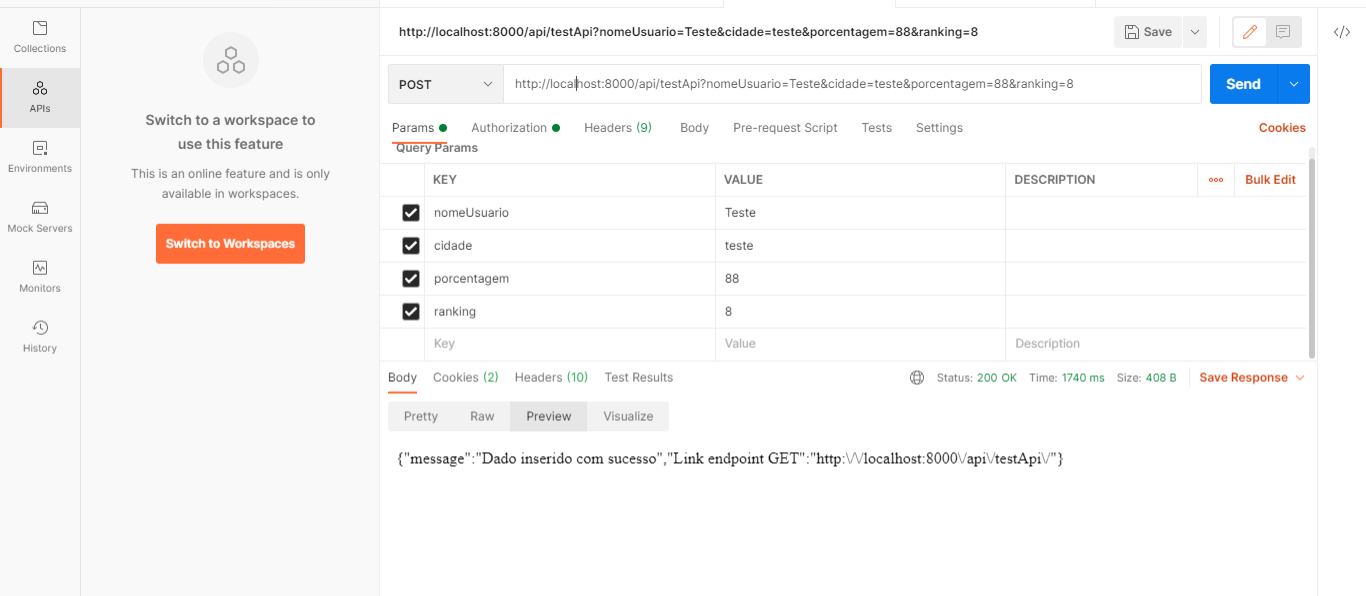 Collections
APIs
Environments
Mock Servers
Monitors
History
Switch to a workspace to
use this feature
This is an online feature and is only
available in workspaces.
Switch to Workspaces
http://localhost:8000/api/testApi?nomeUsuario=Teste&cidade=teste&porcentagem=88&ranking=8
Save
POST
http://localhost:8000/api/testApi?nomeUsuario=Teste&cidade=teste&porcentagem=88&ranking=8
Send
Params Authorization Headers (9) Body Pre-request Script Tests Settings Cookies
Query Params
KEY VALUE DESCRIPTION Bulk Edit
nomeUsuario Teste
cidade teste
porcentagem 88
ranking 8
Key Value Description
Body Cookies (2) Headers (10) Test Results Status: 200 OK Time: 1740 ms Size: 408 B Save Response
Pretty Raw Preview Visualize
{"message":"Dado inserido com sucesso","Link endpoint GET":"http:\/\/localhost:8000\/api\/testApi\/"}